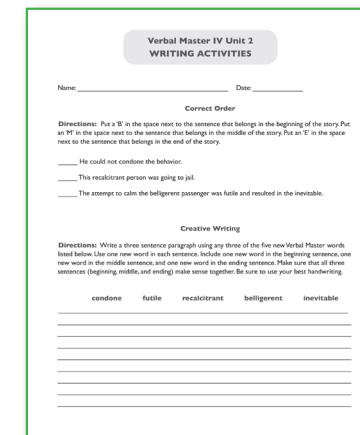 Verbal Master IV Unit 2
WRITING ACTIVITIES
Name: Date:
Correct Order
Directions: Put a 'B' in the space next to the sentence that belongs in the beginning of the story. Put
an 'M' in the space next to the sentence that belongs in the middle of the story. Put an 'E' in the space
next to the sentence that belongs in the end of the story.
He could not condone the behavior.
This recalcitrant person was going to jail.
The attempt to calm the belligerent passenger was futile and resulted in the inevitable.
Creative Writing
Directions: Write a three sentence paragraph using any three of the five new Verbal Master words
listed below. Use one new word in each sentence. Include one new word in the beginning sentence, one
new word in the middle sentence, and one new word in the ending sentence. Make sure that all three
sentences (beginning, middle, and ending) make sense together. Be sure to use your best handwriting.
condone futile recalcitrant belligerent inevitable